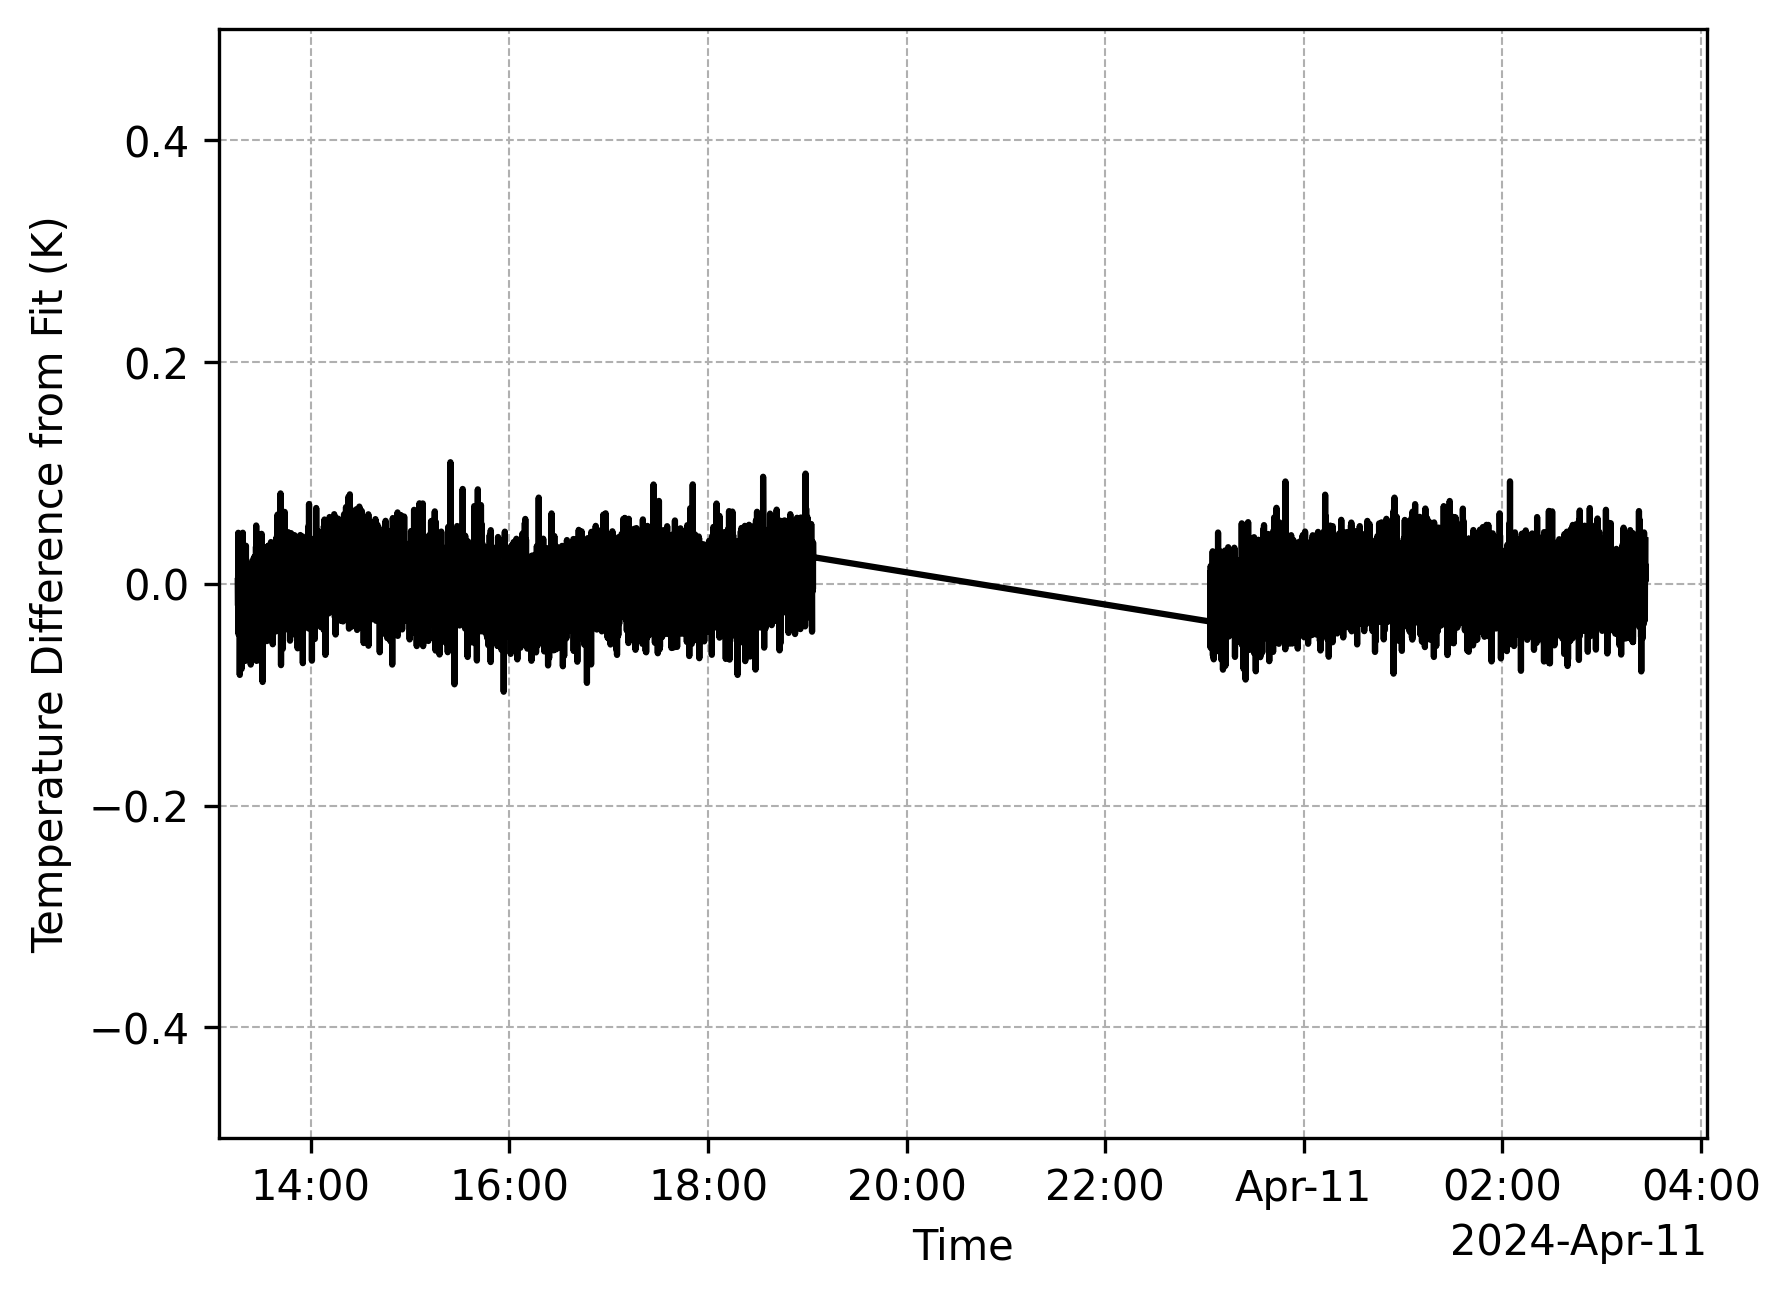 Temperature Difference from Fit (K)
0.4
0.2
0.0
−0.2
−0.4
14:00 16:00 18:00 20:00 22:00 Apr-11 02:00 04:00
Time
2024-Apr-11